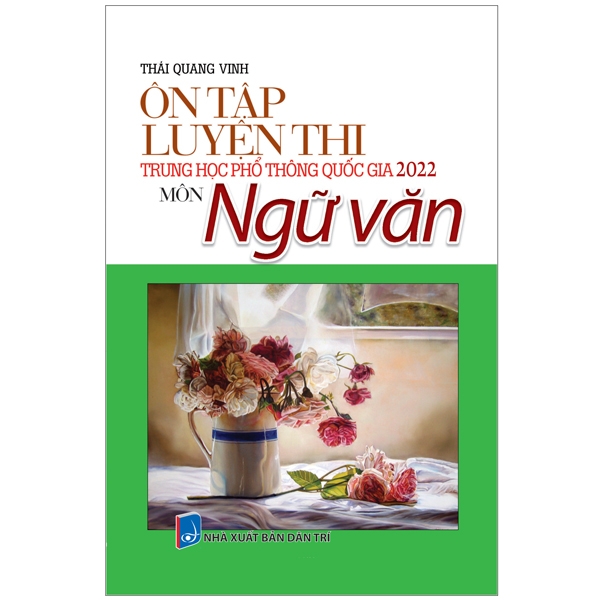 THÁI QUANG VINH
ÔN TẬP
LUYỆN THI
TRUNG HỌC PHỔ THÔNG QUỐC GIA 2022
MÔN Ngữ văn
NHÀ XUẤT BẢN DÂN TRÍ